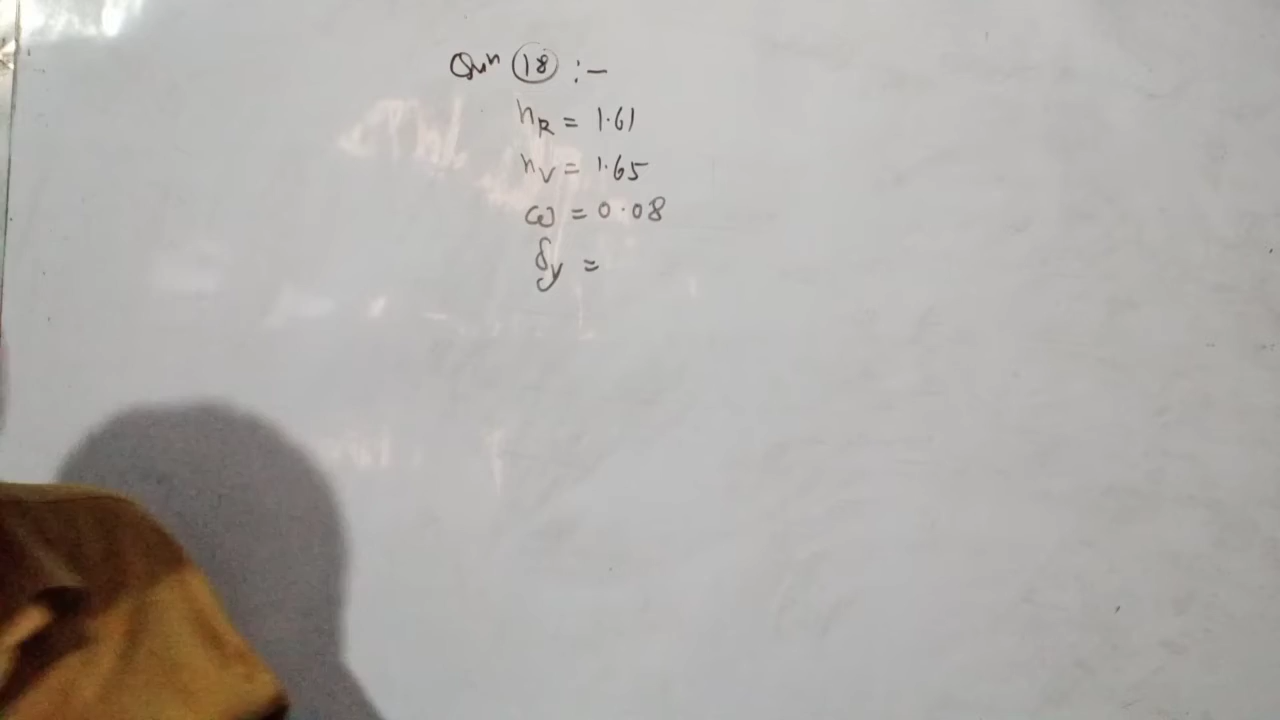 Qun 18 :-
nR = 1.61
nV = 1.65
ω = 0.08
δy =